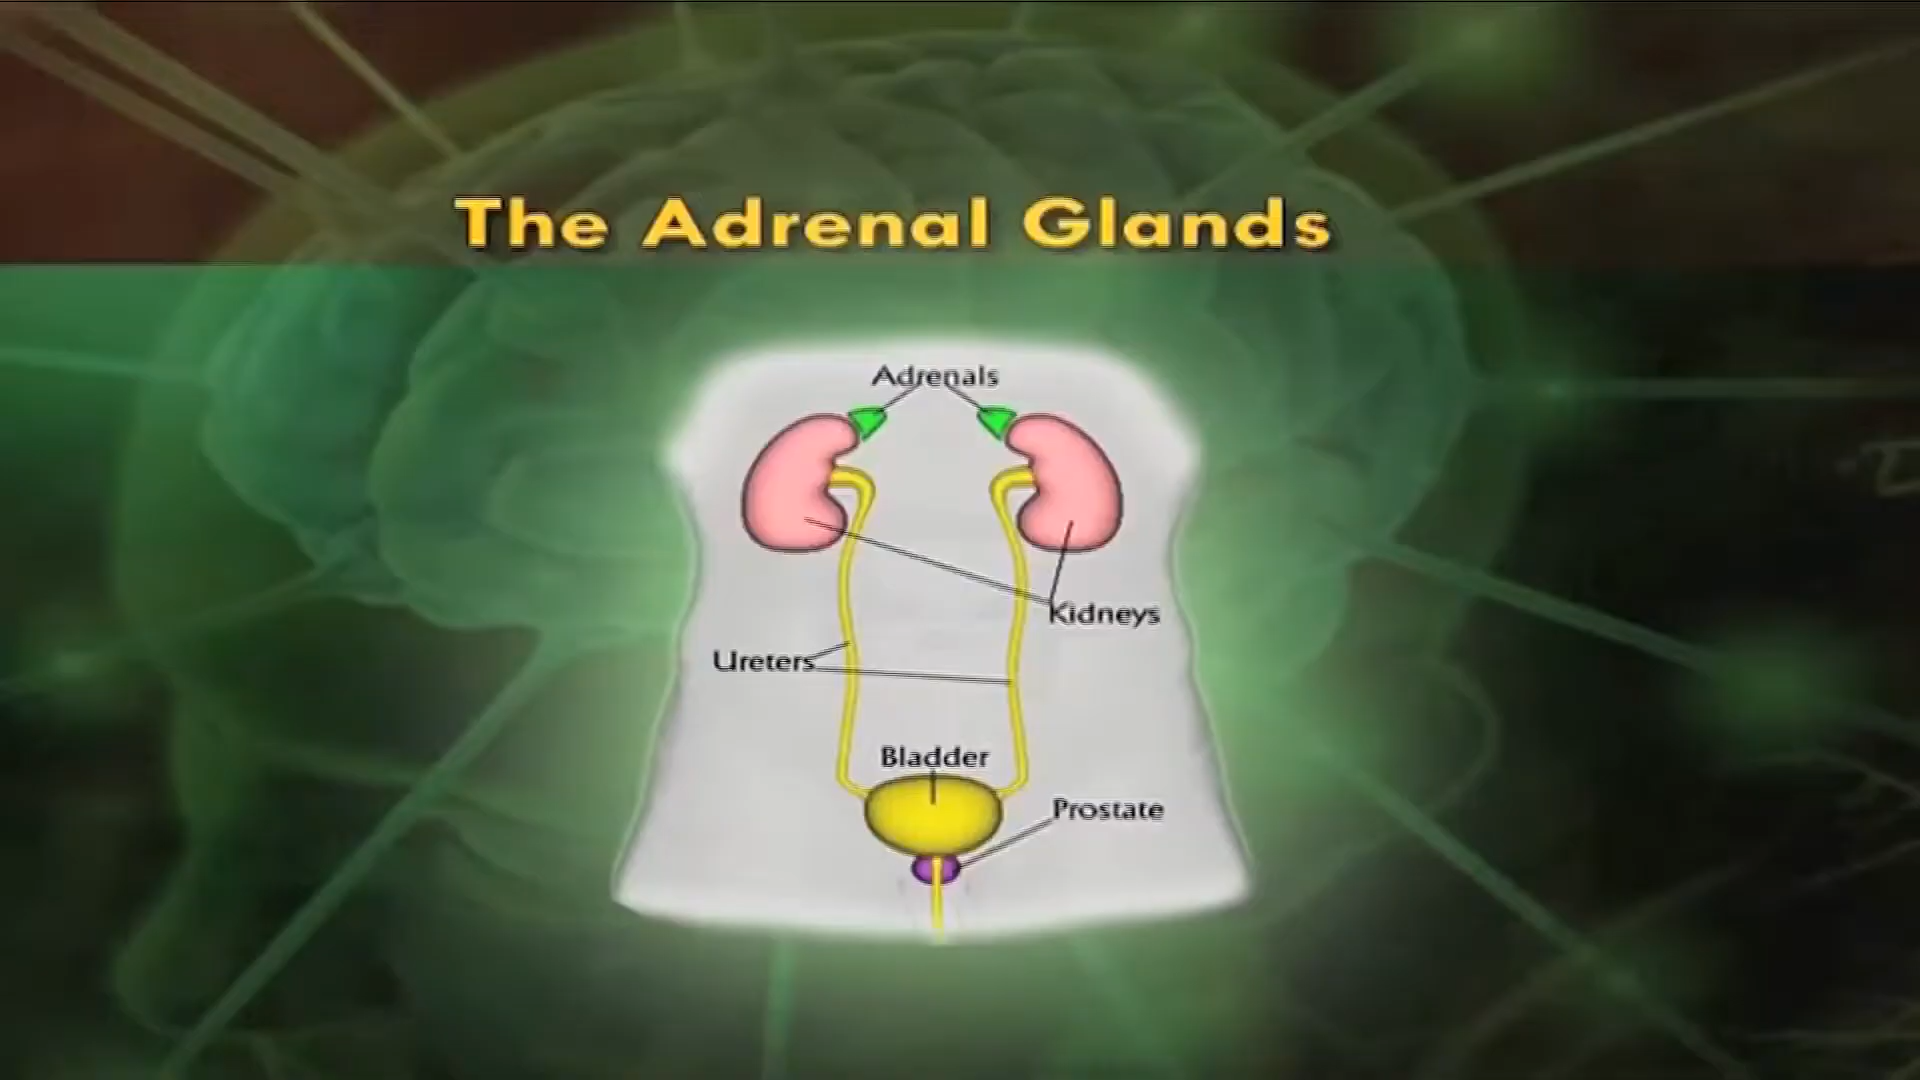 The Adrenal Glands
Adrenals
Kidneys
Ureters
Bladder
Prostate